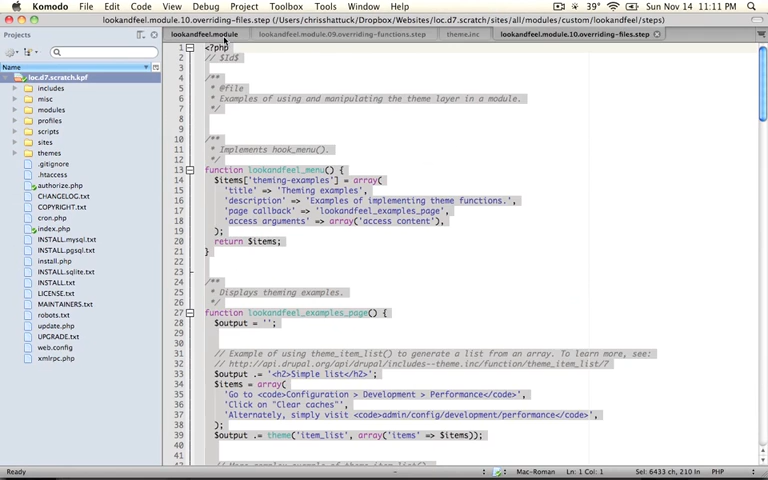 Komodo File Edit Code Navigation View Project Toolbox Tools Window Help 39° Sun Nov 14 11:11 PM
lookandfeel.module.10.overriding-files.step (/Users/chrisshattuck/Dropbox/Websites/loc.d7.scratch/sites/all/modules/custom/lookandfeel/steps)
Projects
lookandfeel.module lookandfeel.module.09.overriding-functions.step theme.inc lookandfeel.module.10.overriding-files.step
Name
loc.d7.scratch.kpf
includes
misc
modules
profiles
scripts
sites
themes
.gitignore
.htaccess
authorize.php
CHANGELOG.txt
COPYRIGHT.txt
cron.php
index.php
INSTALL.mysql.txt
INSTALL.pgsql.txt
install.php
INSTALL.sqlite.txt
INSTALL.txt
LICENSE.txt
MAINTAINERS.txt
robots.txt
update.php
UPGRADE.txt
web.config
xmlrpc.php
1 <?php
2 // $Id$
3
4 /**
5 * @file
6 * Examples of using and manipulating the theme layer in a module.
7 */
8
9
10 /**
11 * Implements hook_menu().
12 */
13 function lookandfeel_menu() {
14 $items['theming-examples'] = array(
15 'title' => 'Theming examples',
16 'description' => 'Examples of implementing theme functions.',
17 'page callback' => 'lookandfeel_examples_page',
18 'access arguments' => array('access content'),
19 );
20 return $items;
21 }
22
23
24 /**
25 * Displays theming examples.
26 */
27 function lookandfeel_examples_page() {
28 $output = '';
29
30
31 // Example of using theme_item_list() to generate a list from an array. To learn more, see:
32 // http://api.drupal.org/api/drupal/includes--theme.inc/function/theme_item_list/7
33 $output .= '<h2>Simple list</h2>';
34 $items = array(
35 'Go to <code>Configuration > Development > Performance</code>',
36 'Click on "Clear caches"',
37 'Alternately, simply visit <code>admin/config/development/performance</code>',
38 );
39 $output .= theme('item_list', array('items' => $items));
40
41
Ready Mac-Roman Ln: 1 Col: 1 Sel: 6433 ch, 210 ln PHP